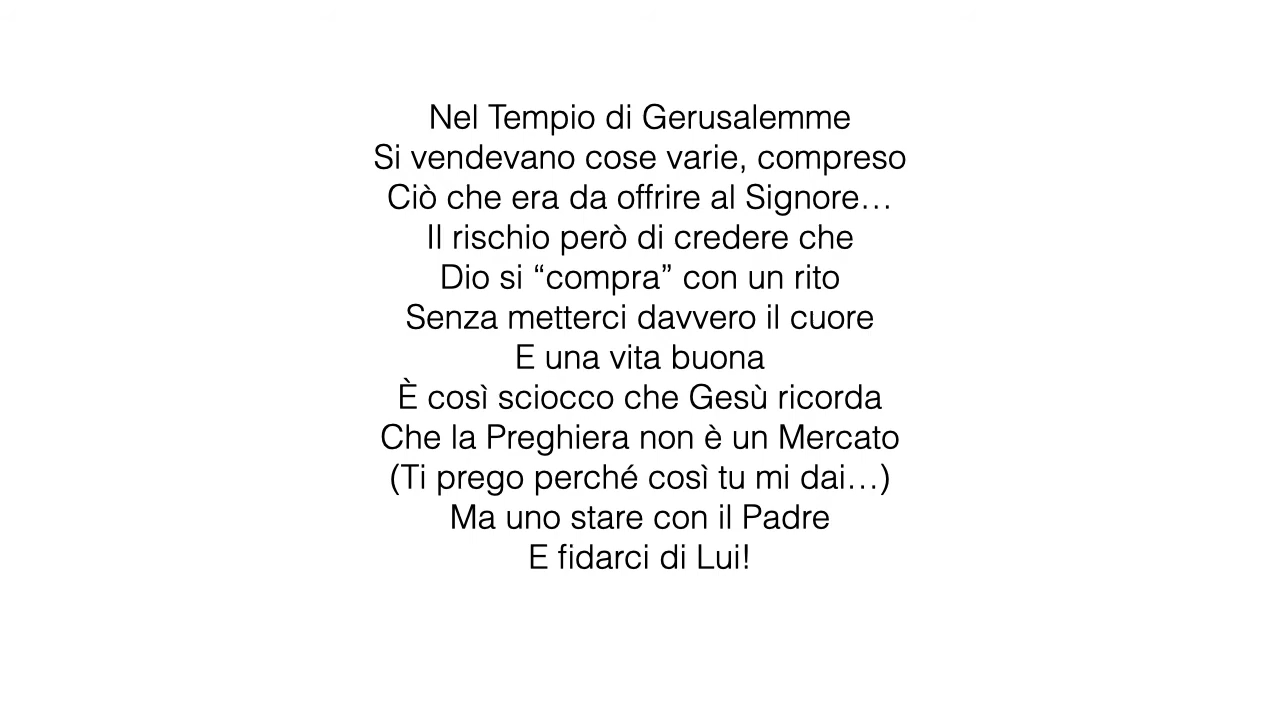 Nel Tempio di Gerusalemme
Si vendevano cose varie, compreso
Ciò che era da offrire al Signore…
Il rischio però di credere che
Dio si “compra” con un rito
Senza metterci davvero il cuore
E una vita buona
È così sciocco che Gesù ricorda
Che la Preghiera non è un Mercato
(Ti prego perché così tu mi dai…)
Ma uno stare con il Padre
E fidarci di Lui!